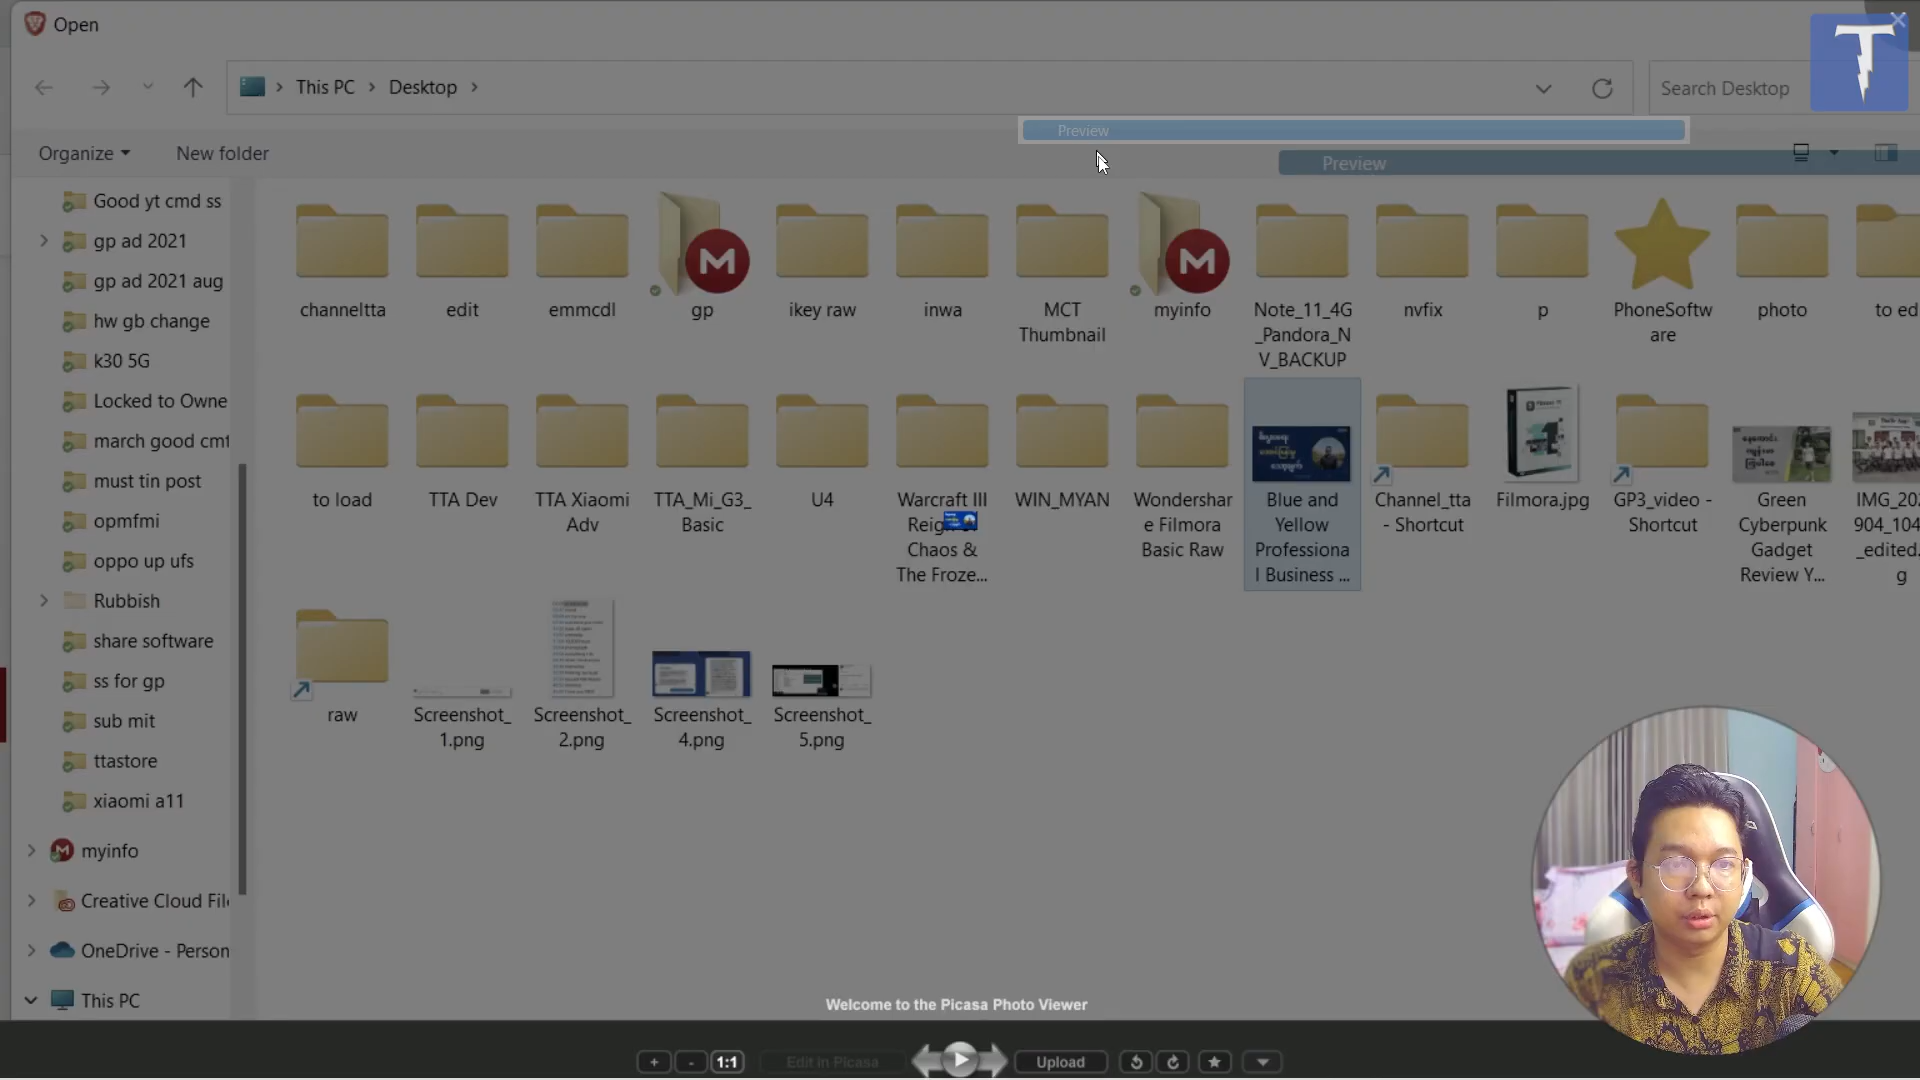 Open
This PC > Desktop >
Search Desktop
Preview
Organize
New folder
Preview
Good yt cmd ss
gp ad 2021
gp ad 2021 aug
hw gb change
k30 5G
Locked to Owne
march good cmt
must tin post
opmfmi
oppo up ufs
Rubbish
share software
ss for gp
sub mit
ttastore
xiaomi a11
myinfo
Creative Cloud Fil
OneDrive - Person
This PC
channeltta
edit
emmcdl
gp
ikey raw
inwa
MCT
Thumbnail
myinfo
Note_11_4G
_Pandora_N
V_BACKUP
nvfix
p
PhoneSoftw
are
photo
to ed
to load
TTA Dev
TTA Xiaomi
Adv
TTA_Mi_G3_
Basic
U4
Warcraft III
Chaos &
The Froze...
WIN_MYAN
Wondershar
e Filmora
Basic Raw
Blue and
Yellow
Professiona
l Business ...
Channel_tta
- Shortcut
Filmora.jpg
GP3_video -
Shortcut
Green
Cyberpunk
Gadget
Review Y...
IMG_20
904_104
_edited.
g
raw
Screenshot_
1.png
Screenshot_
2.png
Screenshot_
4.png
Screenshot_
5.png
Welcome to the Picasa Photo Viewer
+
-
1:1
Edit in Picasa
Upload